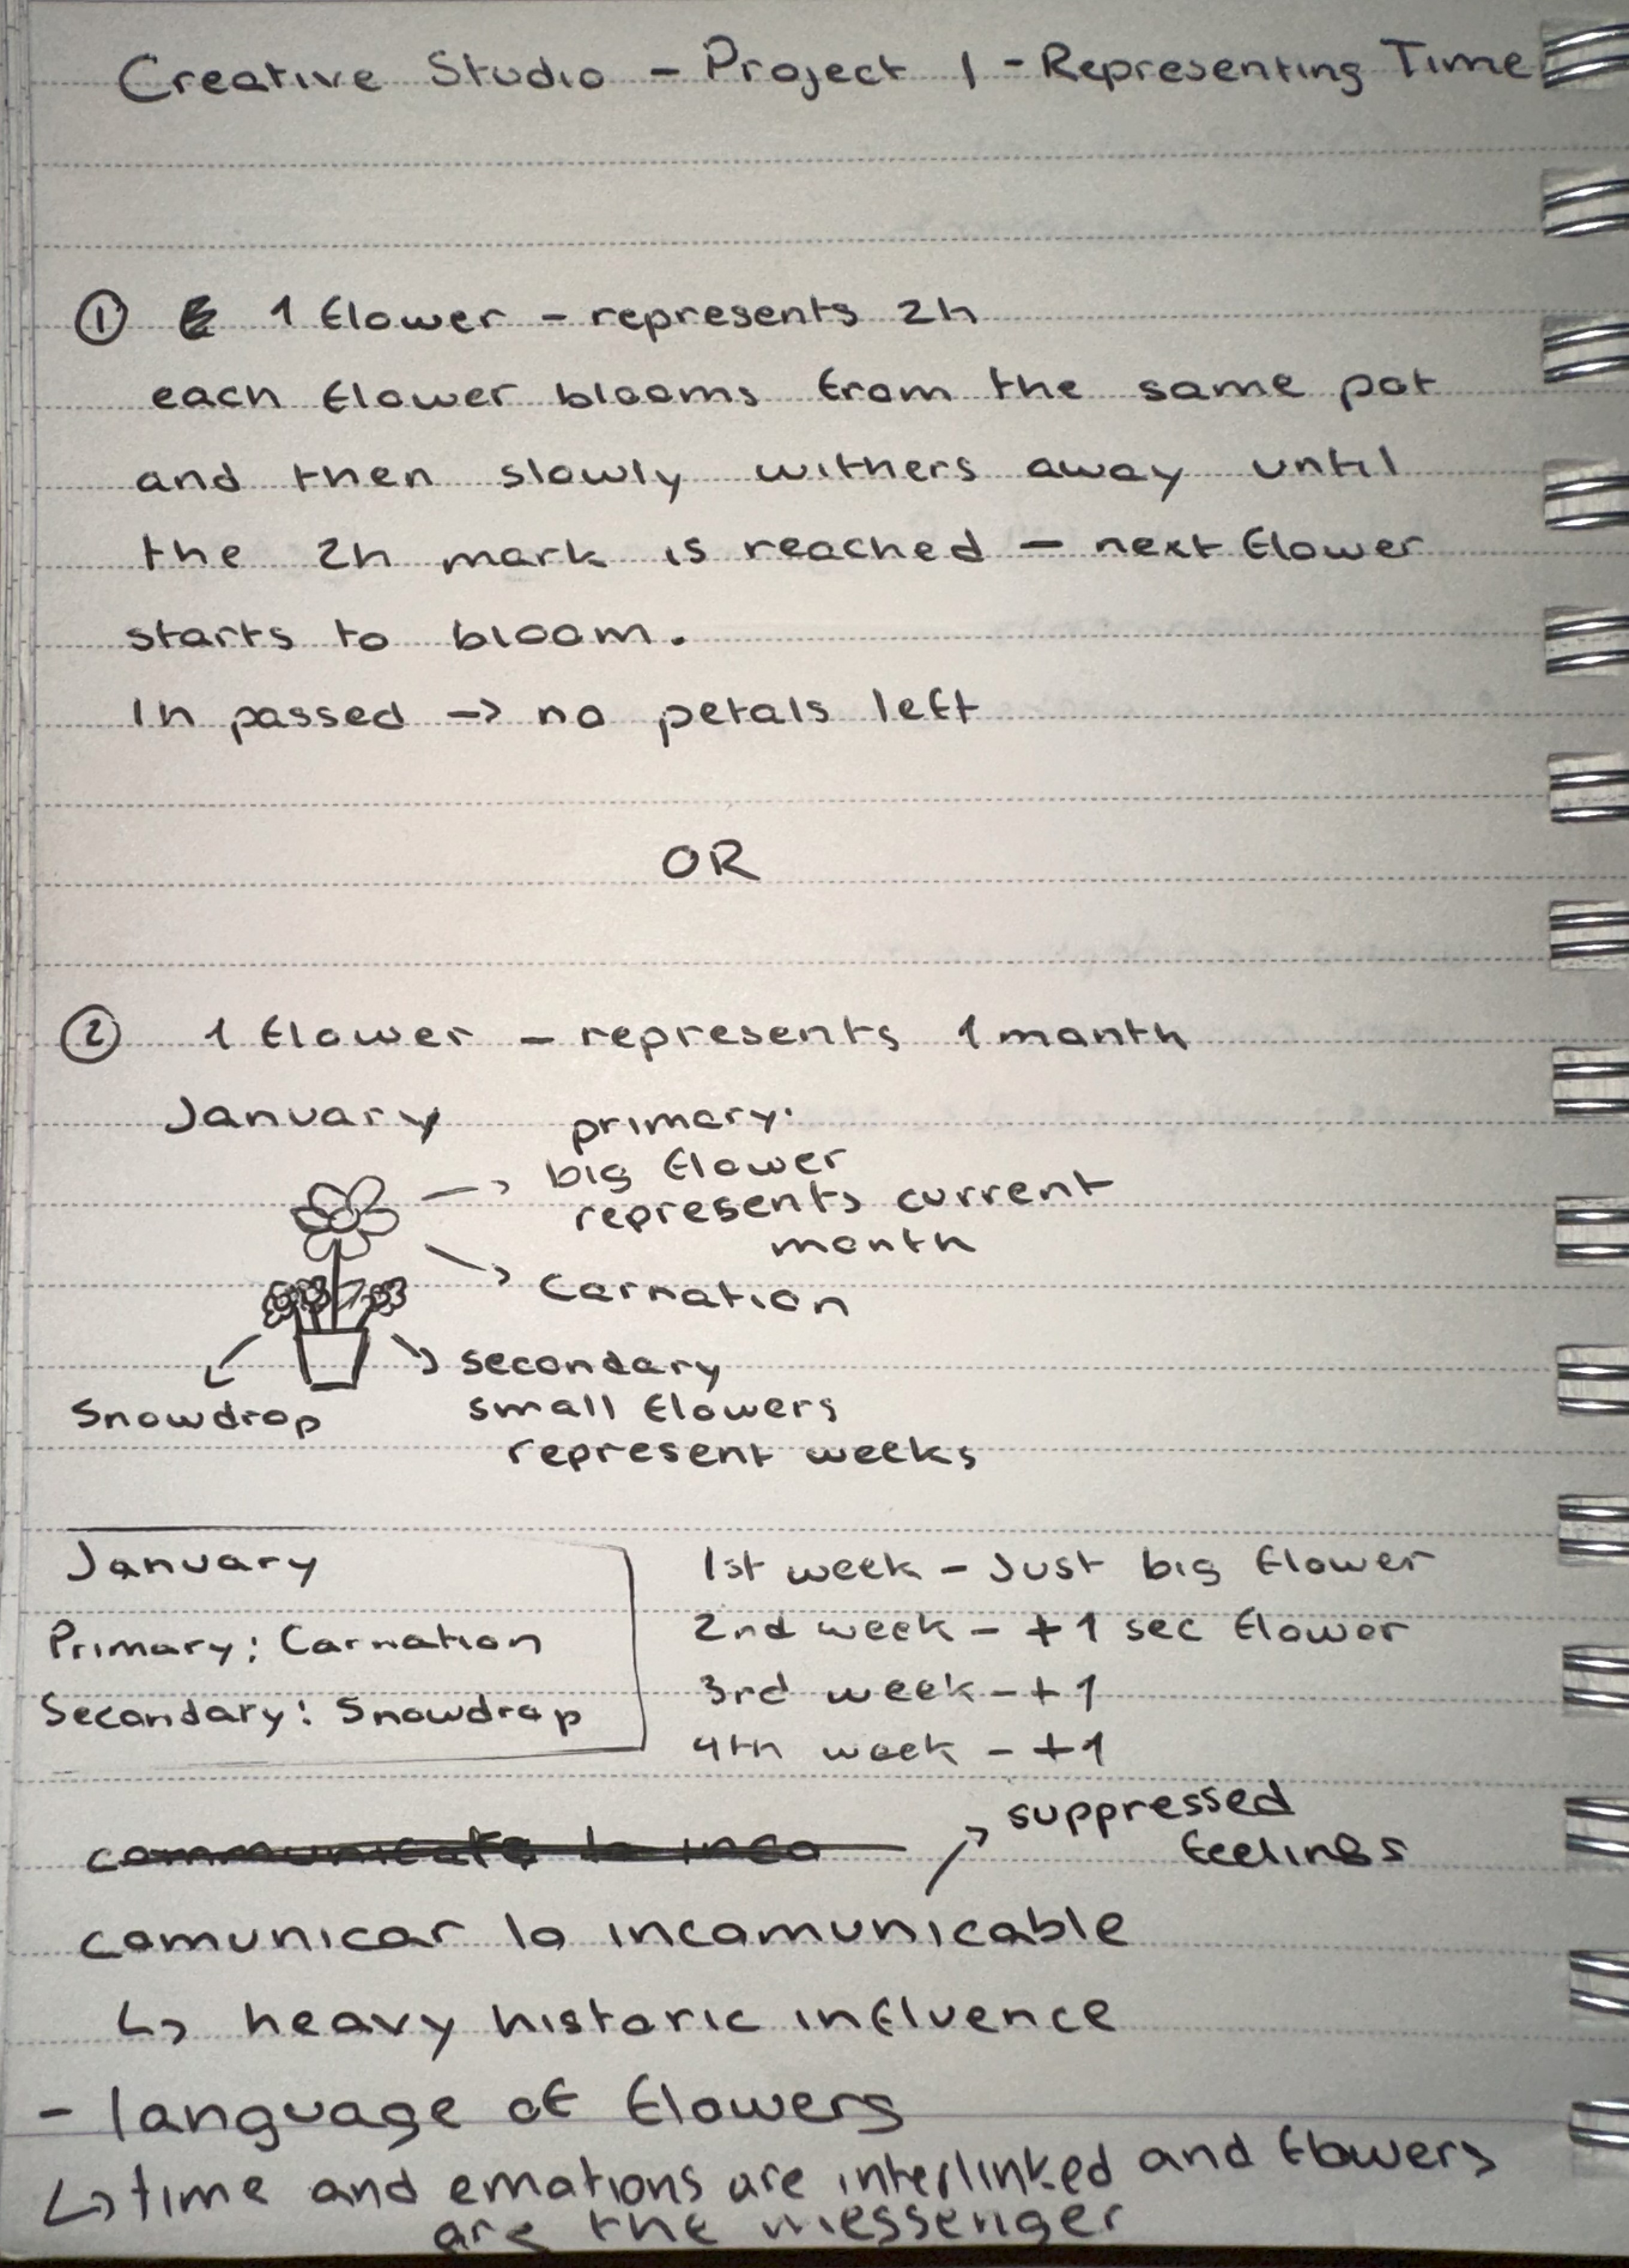 Creative Studio - Project 1 - Representing Time
① 1 flower - represents 2h
each flower blooms from the same pot
and then slowly withers away until
the 2h mark is reached - next flower
starts to bloom.
1h passed -> no petals left
OR
② 1 flower - represents 1 month
January
primary:
big flower
represents current
month
Carnation
secondary
small flowers
represent weeks
Snowdrop
January
Primary: Carnation
Secondary: Snowdrop
1st week - Just big flower
2nd week - +1 sec flower
3rd week - +1
4th week - +1
suppressed
feelings
comunicar lo incomunicable
↳ heavy historic influence
- language of flowers
↳ time and emotions are interlinked and flowers
are the messenger